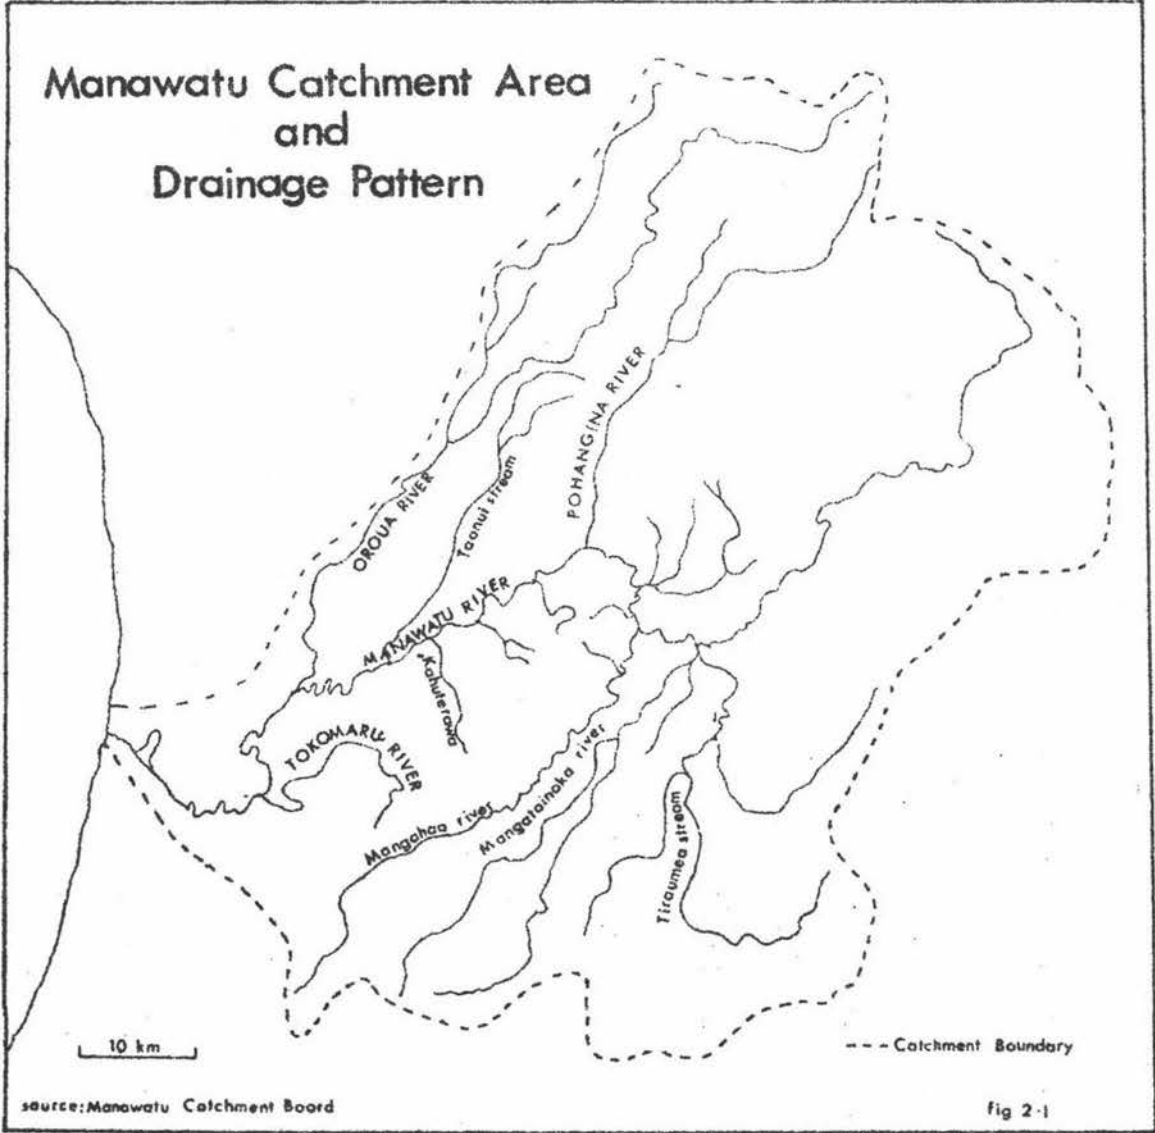 Manawatu Catchment Area
and
Drainage Pattern
POHANGINA RIVER
OROUA RIVER
Taonui stream
MANAWATU RIVER
Kahuterawa
TOKOMARU RIVER
Mangahao river
Mangatainoka river
Tiraumea stream
10 km
Catchment Boundary
source: Manawatu Catchment Board
fig 2·1